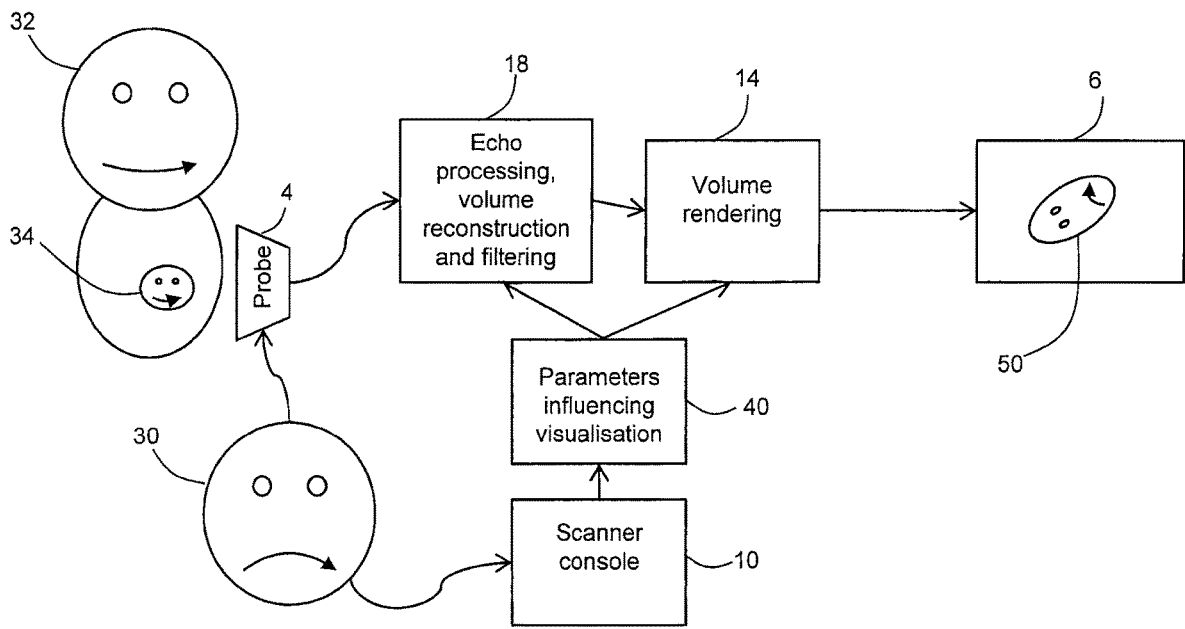 32
18
14
6
4
34
Probe
Echo
processing,
volume
reconstruction
and filtering
Volume
rendering
50
Parameters
influencing
visualisation
40
30
Scanner
console
10